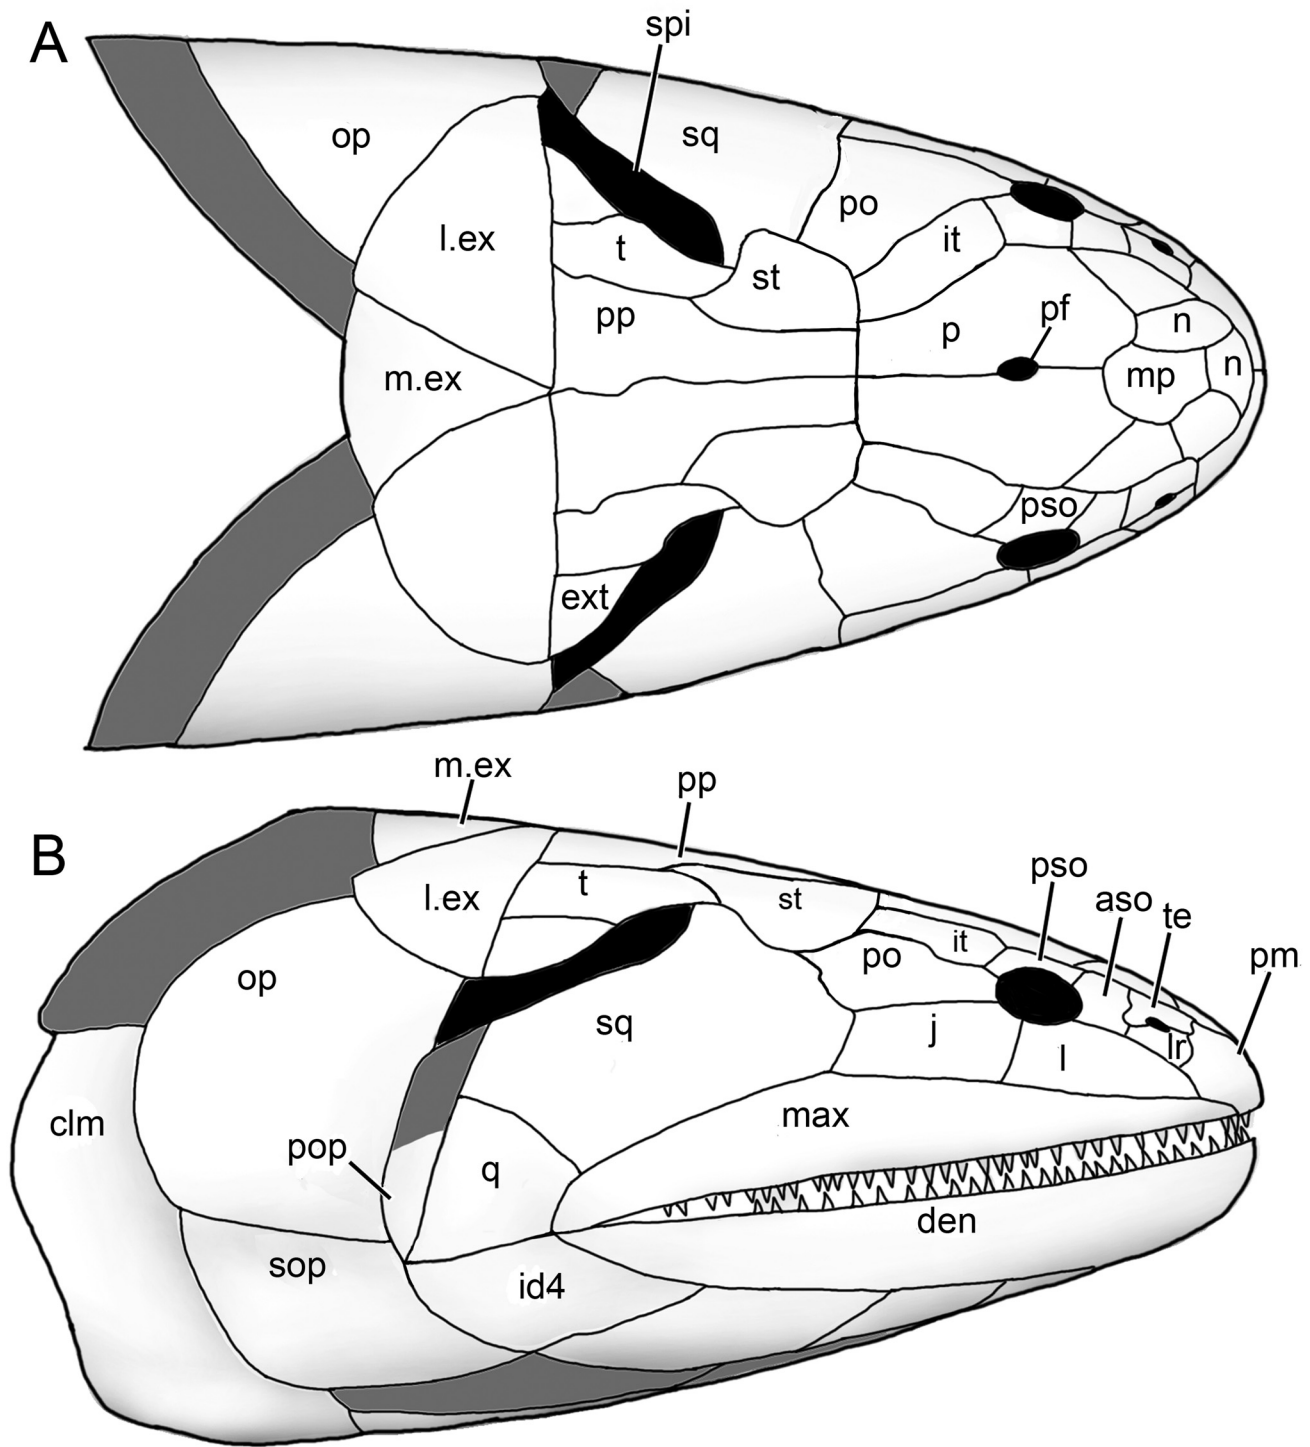 A
spi
op
sq
po
l.ex
it
t
st
pp
pf
p
n
m.ex
mp
n
pso
ext
m.ex
pp
B
pso
t
aso
l.ex
st
te
it
po
pm
op
sq
j
lr
l
clm
max
pop
q
den
sop
id4